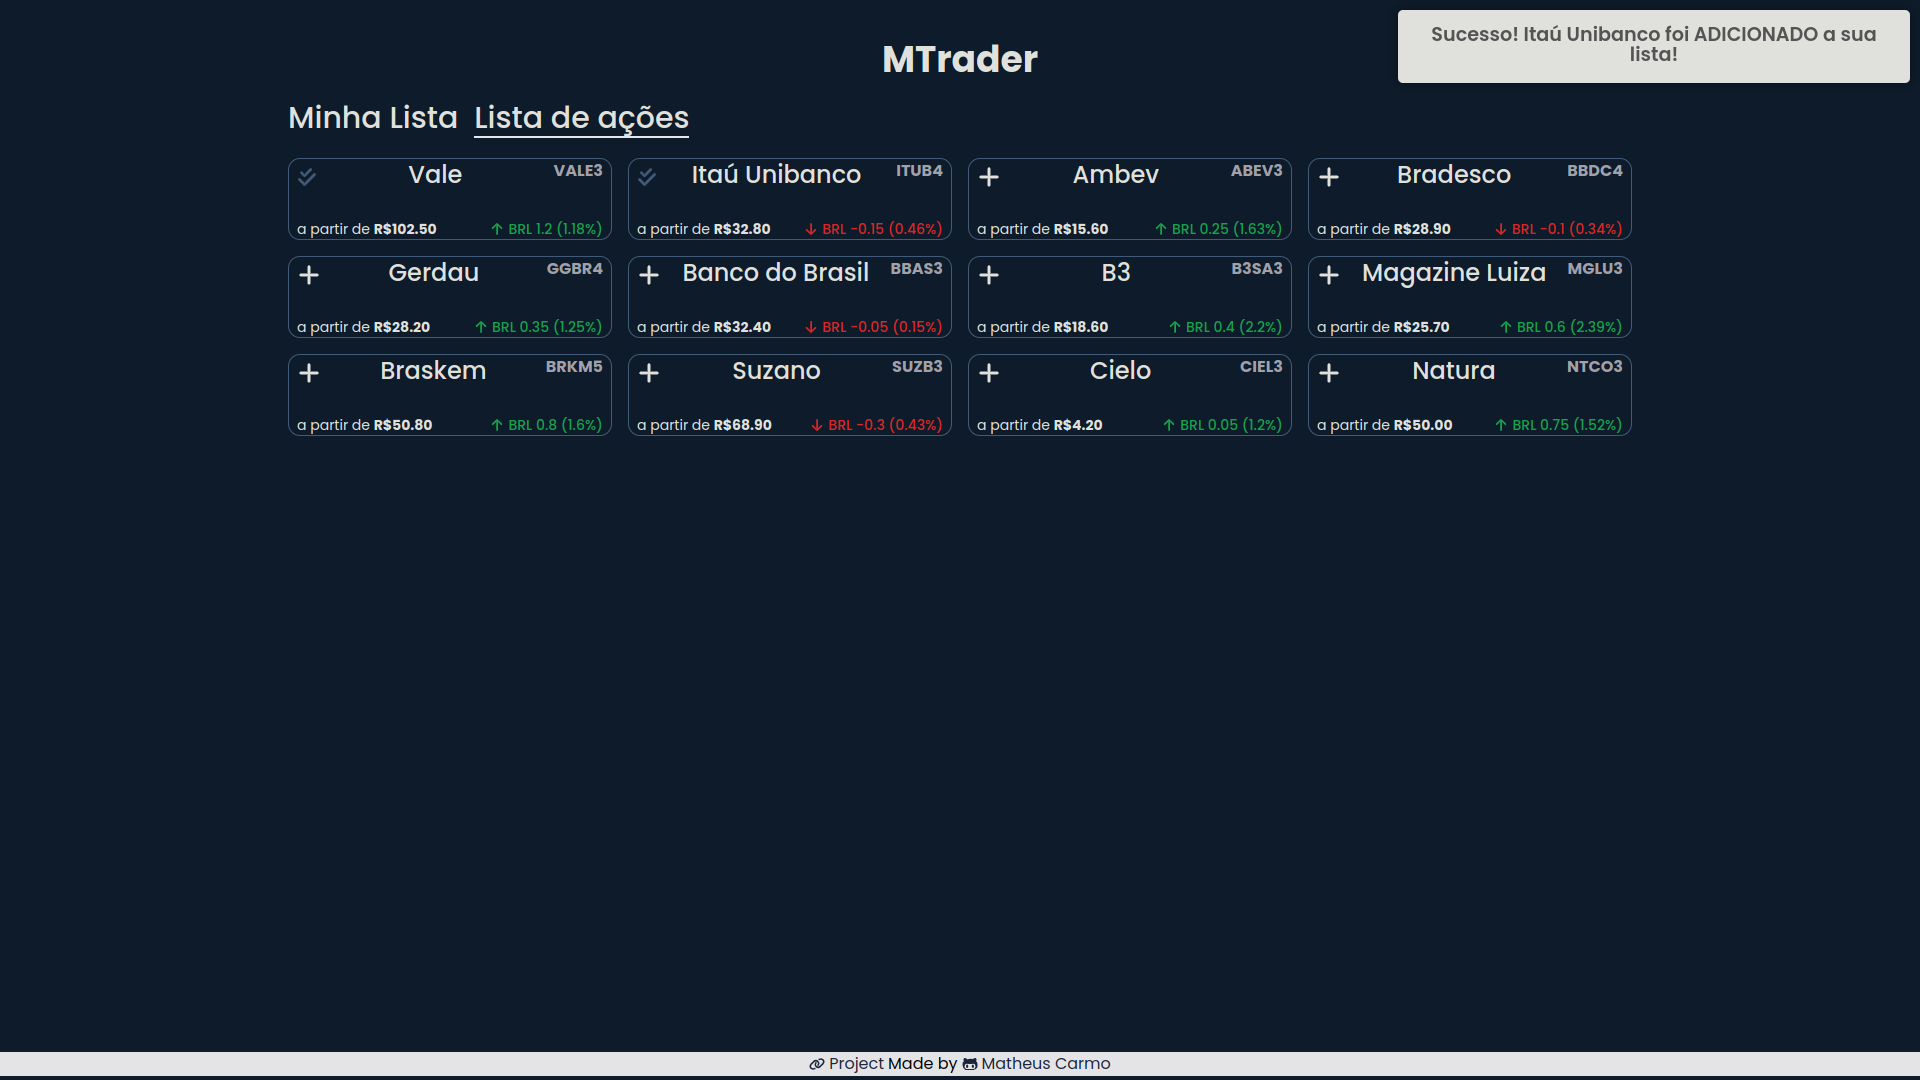 Sucesso! Itaú Unibanco foi ADICIONADO a sua
lista!
MTrader
Minha Lista Lista de ações
Vale VALE3
a partir de R$102.50 BRL 1.2 (1.18%)
Itaú Unibanco ITUB4
a partir de R$32.80 BRL -0.15 (0.46%)
Ambev ABEV3
a partir de R$15.60 BRL 0.25 (1.63%)
Bradesco BBDC4
a partir de R$28.90 BRL -0.1 (0.34%)
Gerdau GGBR4
a partir de R$28.20 BRL 0.35 (1.25%)
Banco do Brasil BBAS3
a partir de R$32.40 BRL -0.05 (0.15%)
B3 B3SA3
a partir de R$18.60 BRL 0.4 (2.2%)
Magazine Luiza MGLU3
a partir de R$25.70 BRL 0.6 (2.39%)
Braskem BRKM5
a partir de R$50.80 BRL 0.8 (1.6%)
Suzano SUZB3
a partir de R$68.90 BRL -0.3 (0.43%)
Cielo CIEL3
a partir de R$4.20 BRL 0.05 (1.2%)
Natura NTCO3
a partir de R$50.00 BRL 0.75 (1.52%)
Project Made by Matheus Carmo